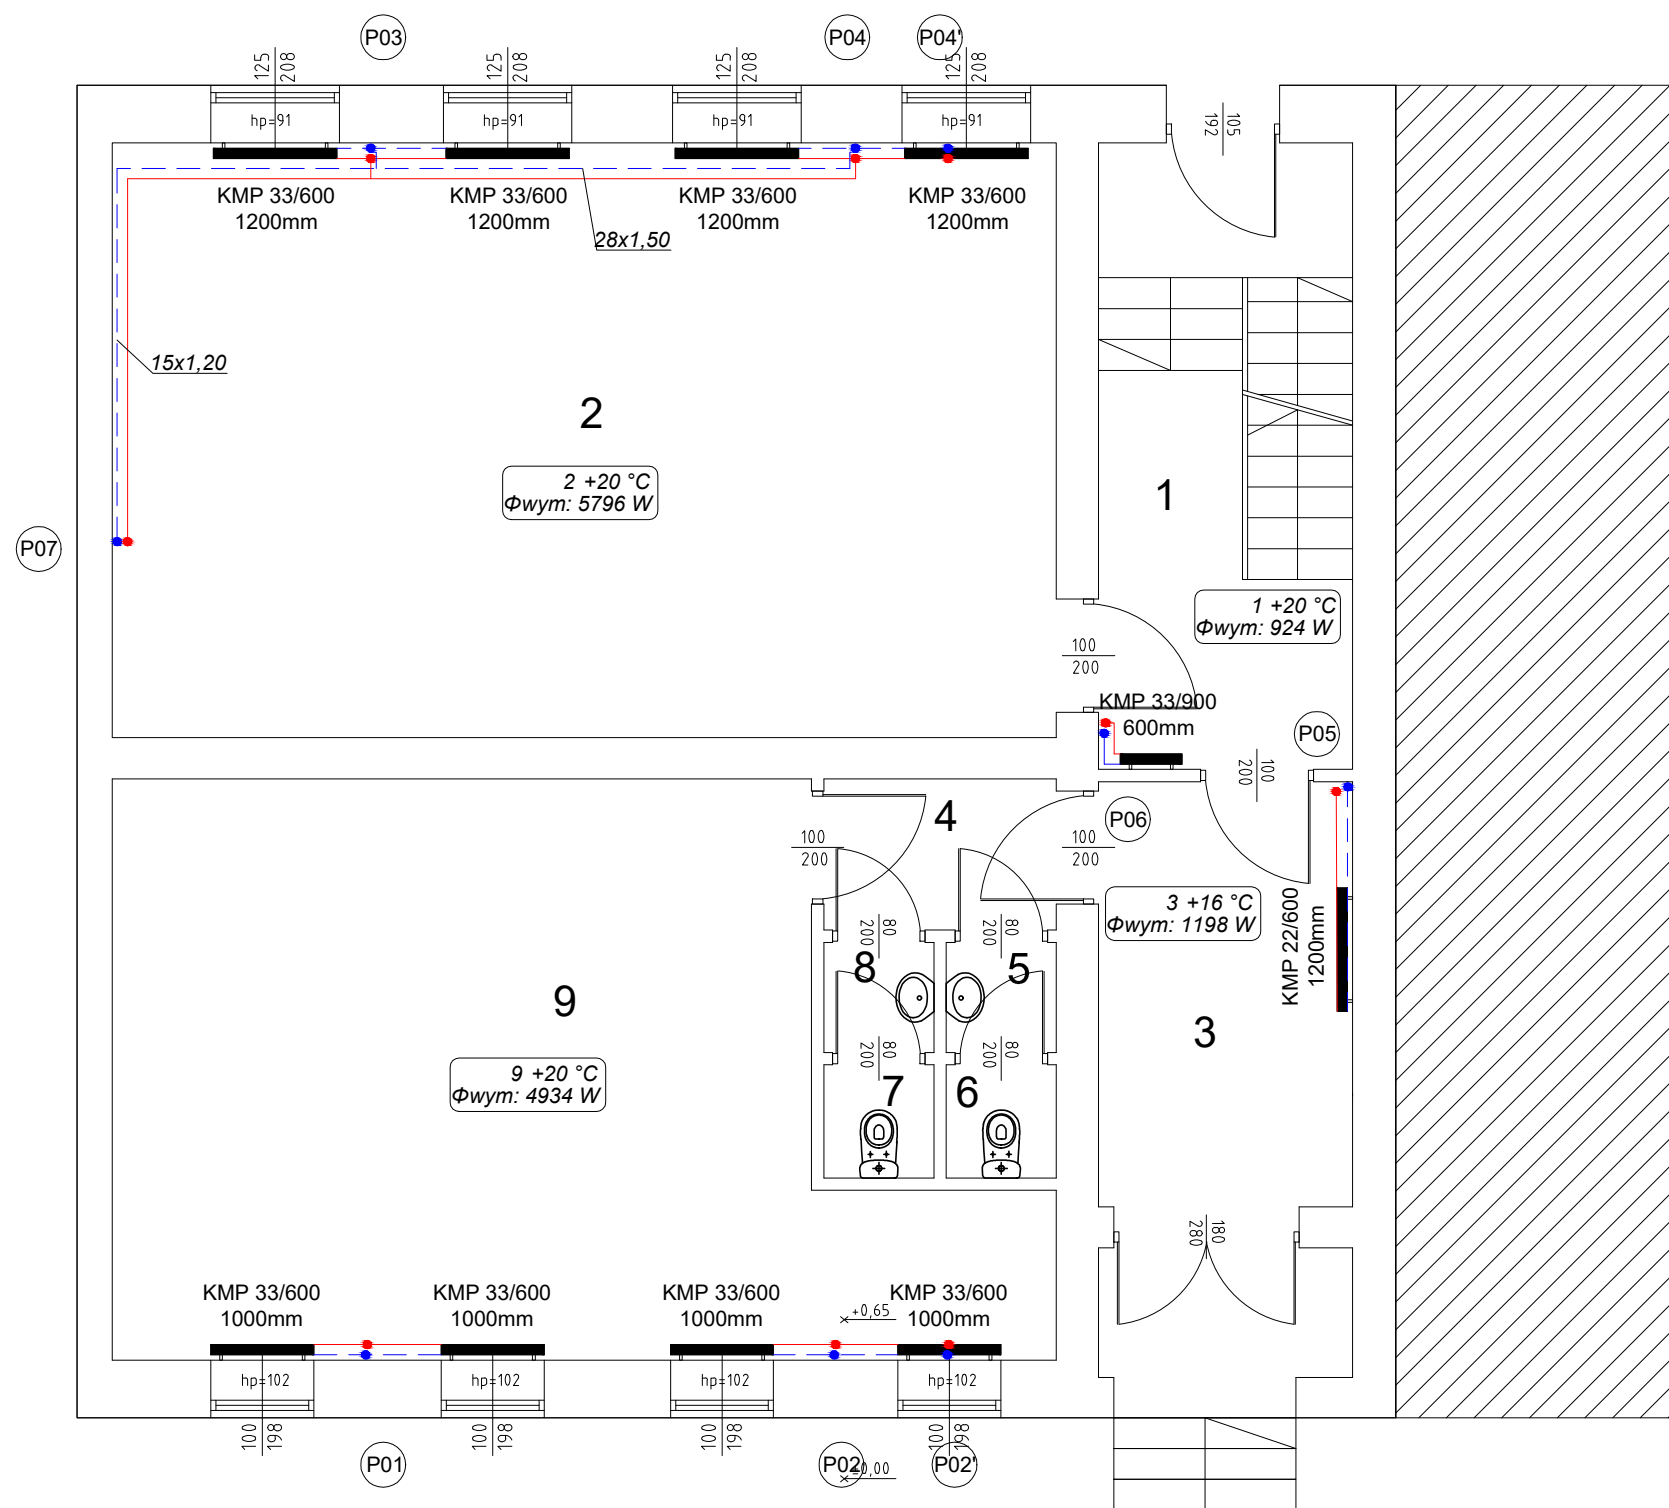 P03
P04
P04'
125
208
125
208
125
208
125
208
hp=91
hp=91
hp=91
hp=91
105
192
KMP 33/600
1200mm
KMP 33/600
1200mm
KMP 33/600
1200mm
KMP 33/600
1200mm
28x1,50
15x1,20
2
2 +20 °C
Φwym: 5796 W
1
P07
1 +20 °C
Φwym: 924 W
100
200
KMP 33/900
600mm
P05
100
200
4
P06
100
200
100
200
3 +16 °C
Φwym: 1198 W
KMP 22/600
1200mm
80
200
80
200
8
5
9
3
80
200
80
200
9 +20 °C
Φwym: 4934 W
7
6
180
280
KMP 33/600
1000mm
KMP 33/600
1000mm
KMP 33/600
1000mm
KMP 33/600
1000mm
+0,65
hp=102
hp=102
hp=102
hp=102
100
198
100
198
100
198
100
198
P01
P02
P02'
±0,00